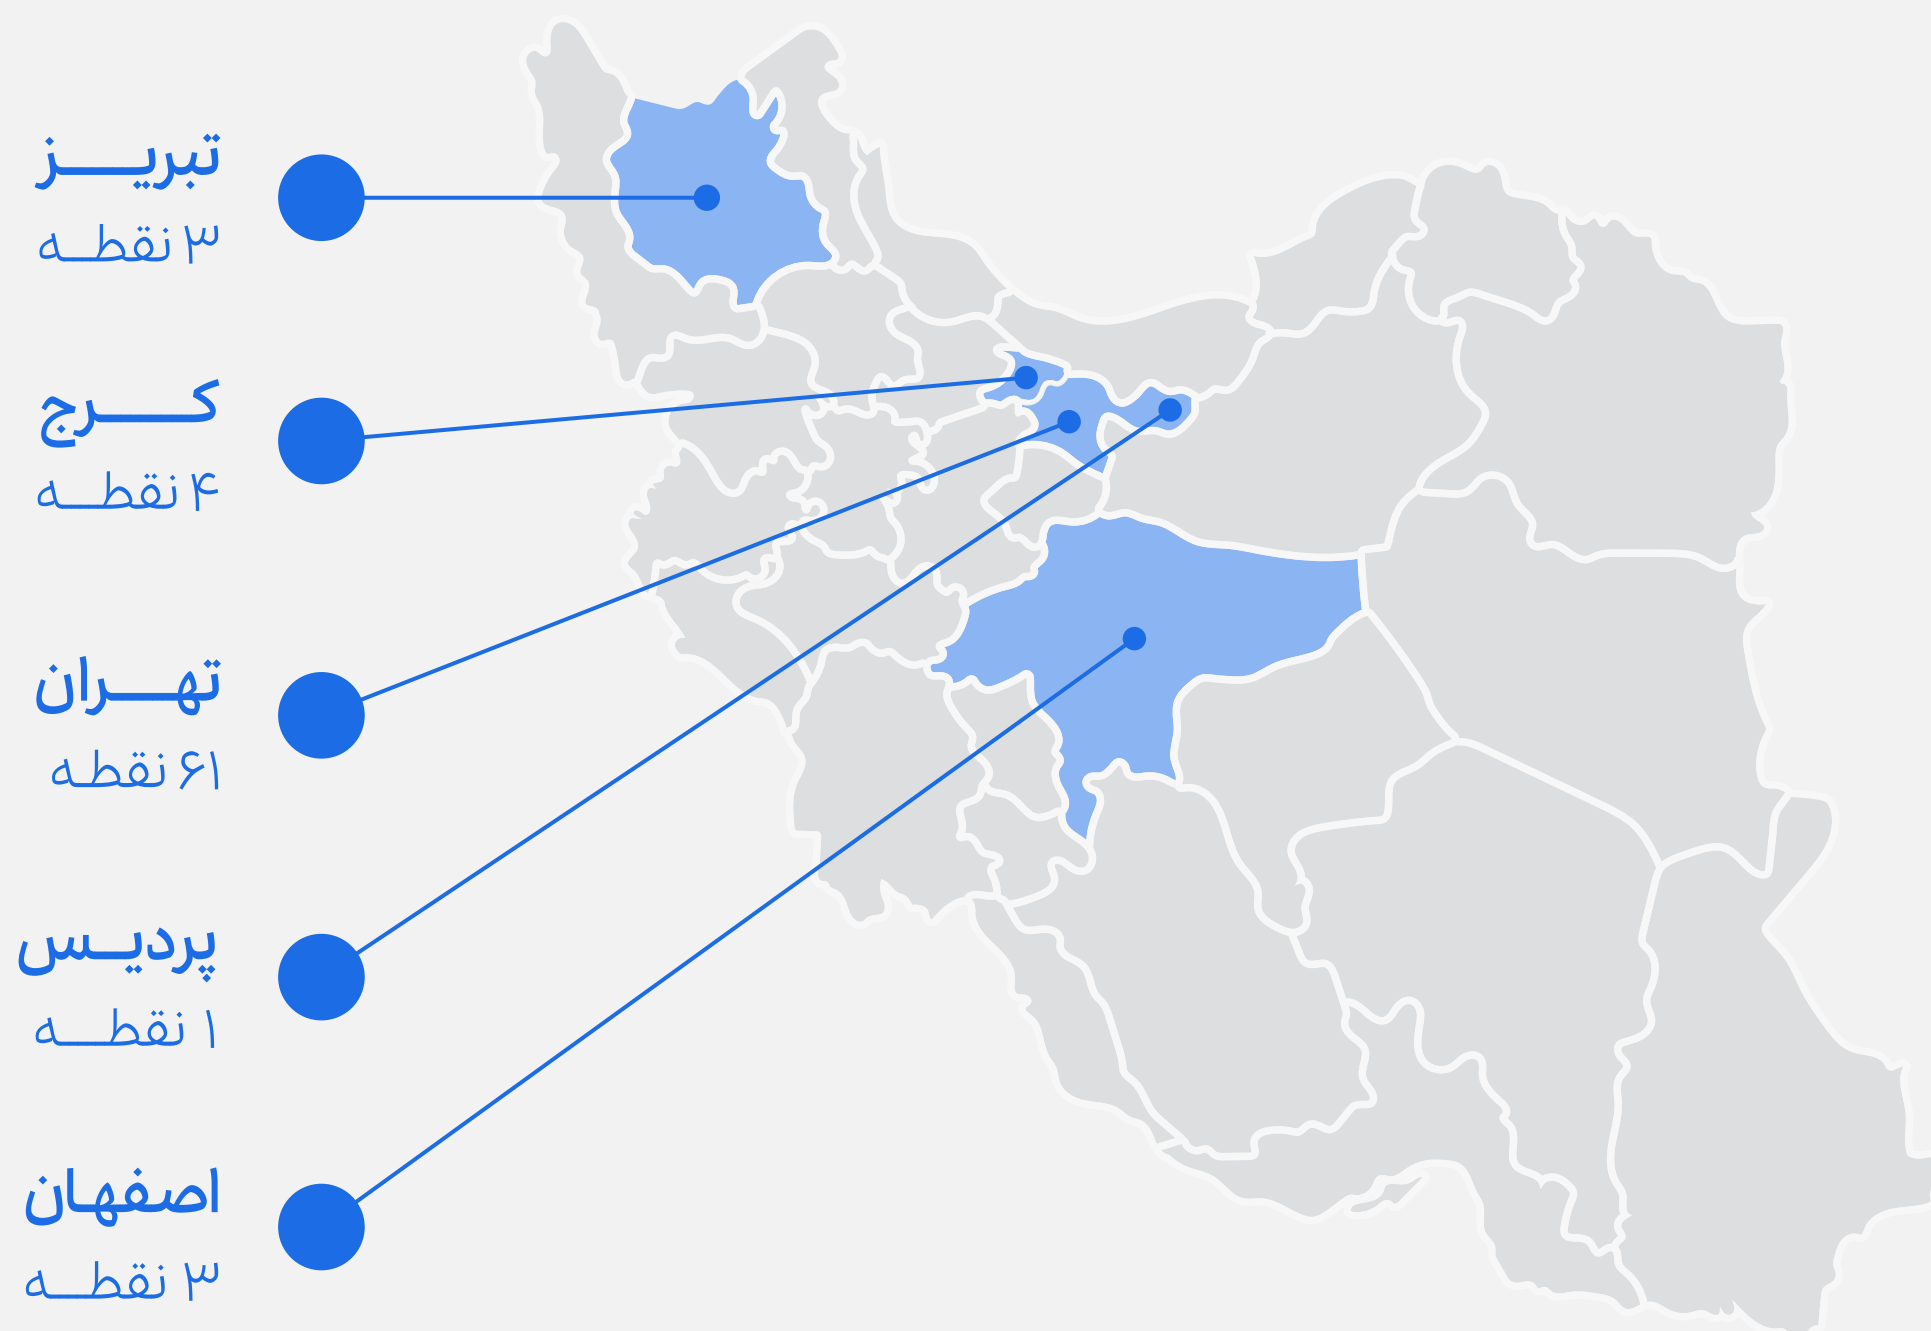 تبریز
۳ نقطه
کرج
۴ نقطه
تهران
۶۱ نقطه
پردیس
۱ نقطه
اصفهان
۳ نقطه